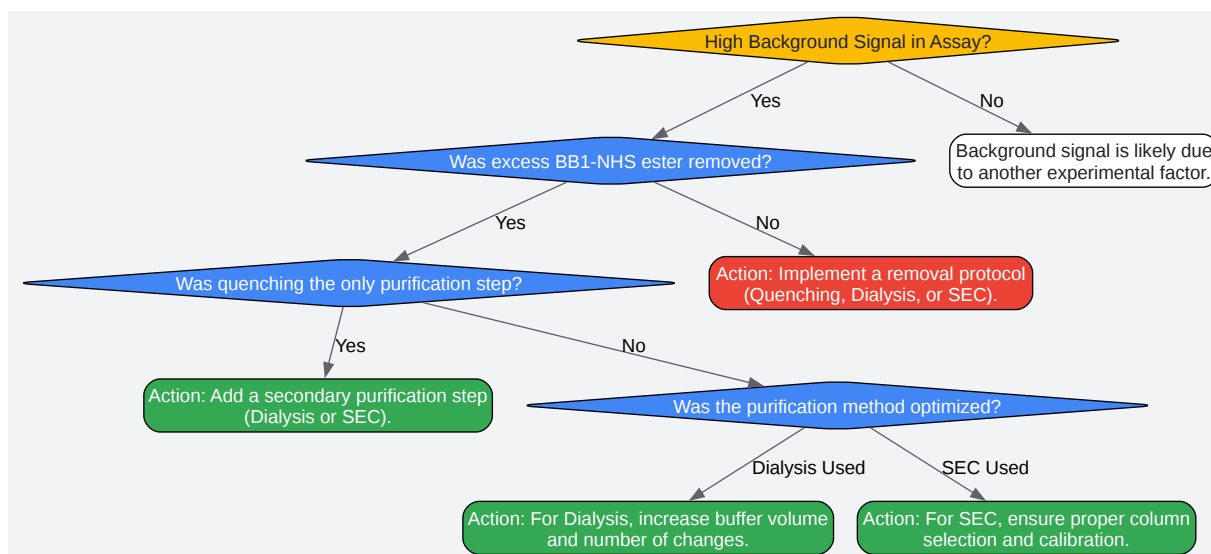 High Background Signal in Assay?
Yes
No
Was excess BB1-NHS ester removed?
Background signal is likely due
to another experimental factor.
Yes
No
Was quenching the only purification step?
Action: Implement a removal protocol
(Quenching, Dialysis, or SEC).
Yes
No
Action: Add a secondary purification step
(Dialysis or SEC).
Was the purification method optimized?
Dialysis Used
SEC Used
Action: For Dialysis, increase buffer volume
and number of changes.
Action: For SEC, ensure proper column
selection and calibration.